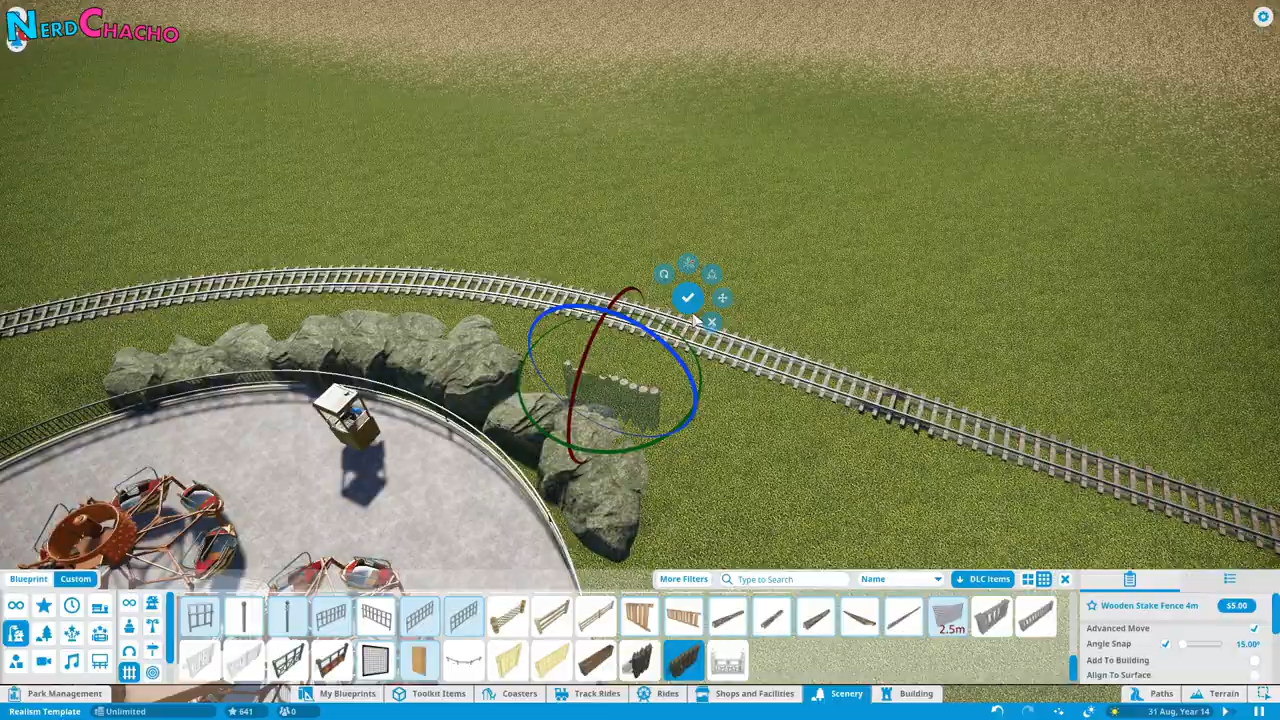 NERDCHACHO
Blueprint
Custom
More Filters
Type to Search
Name
DLC Items
2.5m
Wooden Stake Fence 4m
$5.00
Advanced Move
Angle Snap
15.00°
Add To Building
Align To Surface
Park Management
My Blueprints
Toolkit Items
Coasters
Track Rides
Rides
Shops and Facilities
Scenery
Building
Paths
Terrain
Realism Template
Unlimited
641
0
31 Aug, Year 14